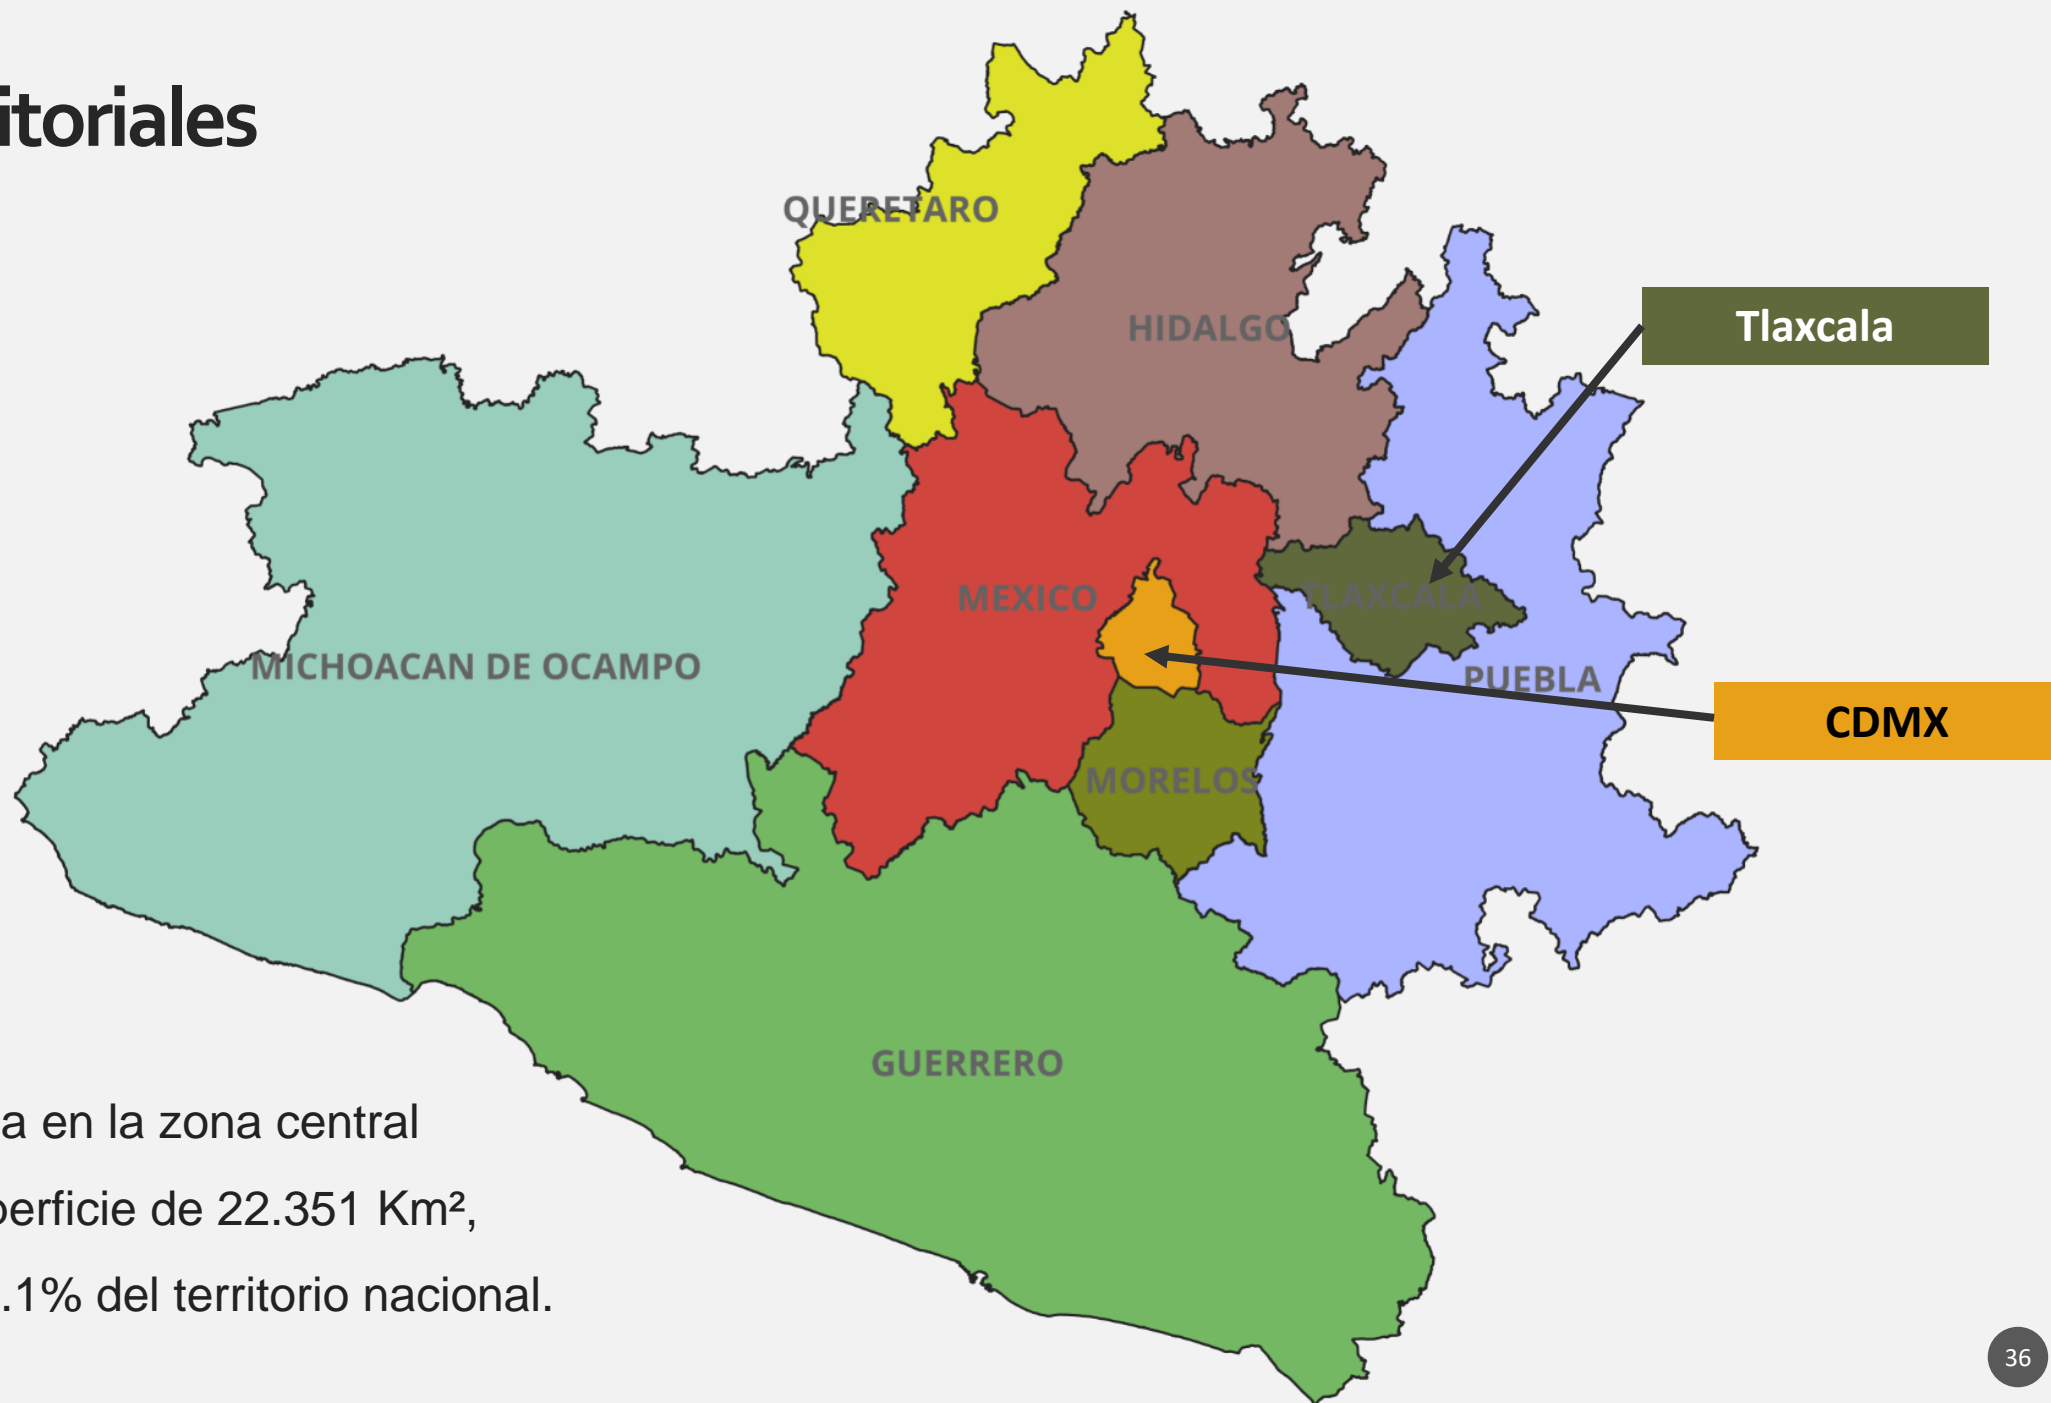 itoriales
QUERETARO
HIDALGO
Tlaxcala
MEXICO
TLAXCALA
MICHOACAN DE OCAMPO
PUEBLA
CDMX
MORELOS
GUERRERO
a en la zona central
perficie de 22.351 Km²,
.1% del territorio nacional.
36